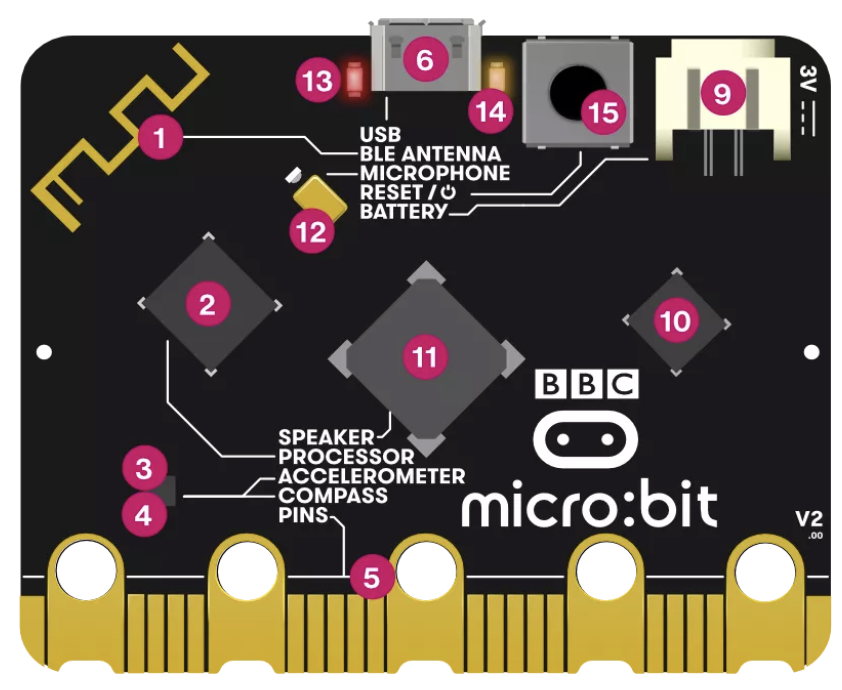 6
13
14
15
9
3V
1
USB
BLE ANTENNA
MICROPHONE
RESET /
BATTERY
12
2
10
11
BBC
SPEAKER
PROCESSOR
3
ACCELEROMETER
4
COMPASS
PINS
micro:bit
V2
.00
5